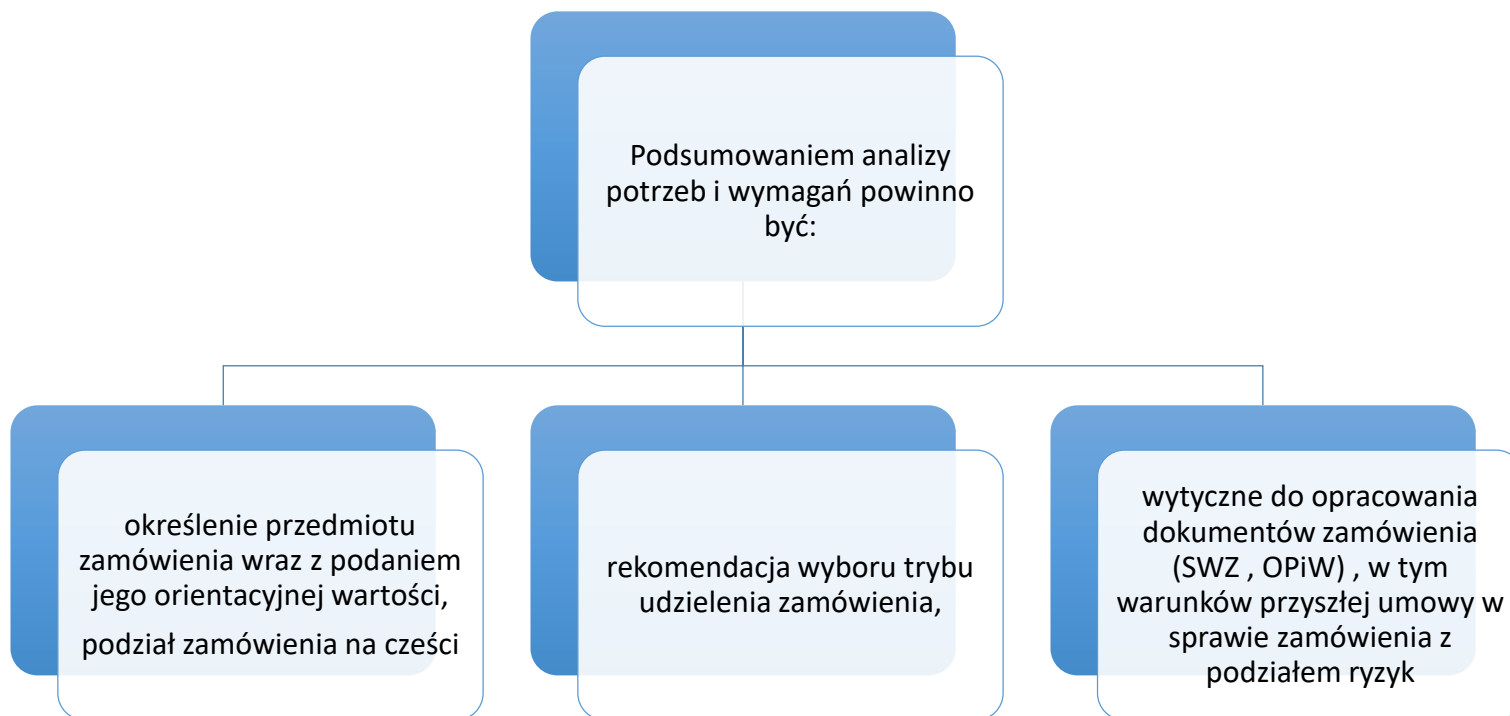 Podsumowaniem analizy
potrzeb i wymagań powinno
być:
określenie przedmiotu
zamówienia wraz z podaniem
jego orientacyjnej wartości,
podział zamówienia na cześci
rekomendacja wyboru trybu
udzielenia zamówienia,
wytyczne do opracowania
dokumentów zamówienia
(SWZ , OPiW) , w tym
warunków przyszłej umowy w
sprawie zamówienia z
podziałem ryzyk